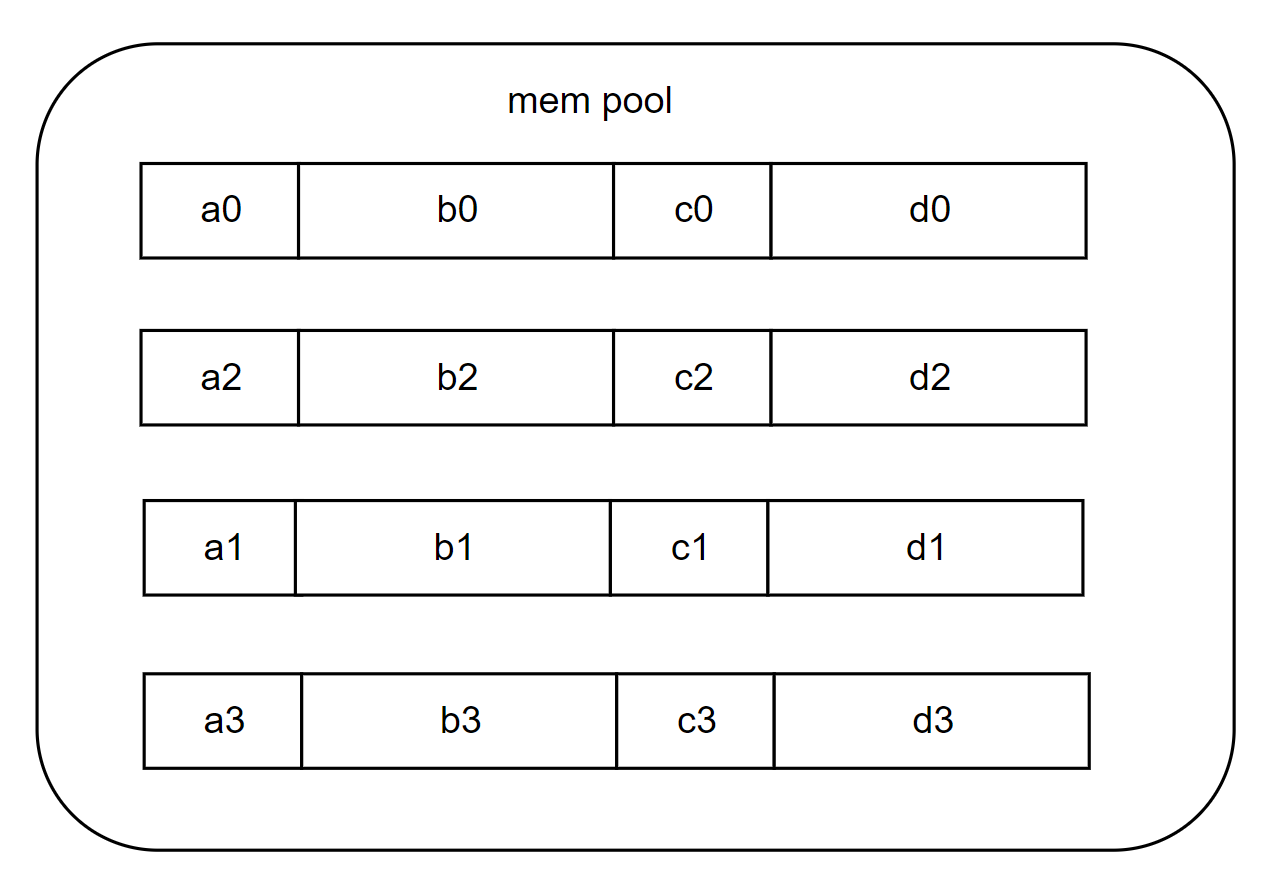 mem pool
a0 b0 c0 d0
a2 b2 c2 d2
a1 b1 c1 d1
a3 b3 c3 d3